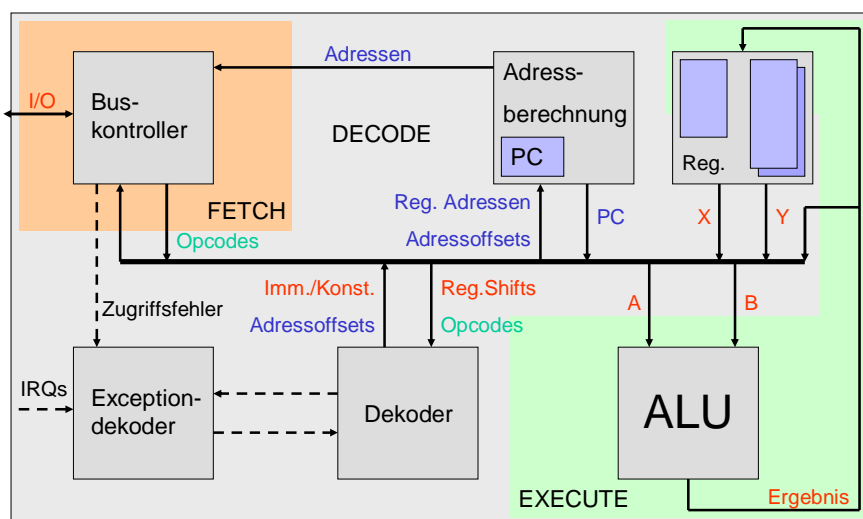 Adressen
I/O
Bus-
kontroller
Adress-
berechnung
PC
Reg.
DECODE
FETCH
Opcodes
Reg. Adressen
Adressoffsets
PC
X
Y
Zugriffsfehler
Imm./Konst.
Adressoffsets
Reg.Shifts
Opcodes
A
B
IRQs
Exception-
dekoder
Dekoder
ALU
EXECUTE
Ergebnis